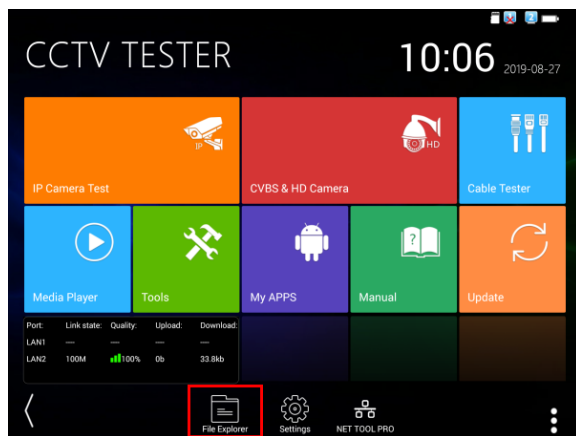 CCTV TESTER
10:06 2019-08-27
IP
HD
IP Camera Test
CVBS & HD Camera
Cable Tester
?
Media Player
Tools
My APPS
Manual
Update
Port: Link state: Quality: Upload: Download:
LAN1 — — — —
LAN2 100M 100% 0b 33.8kb
File Explorer
Settings
NET TOOL PRO